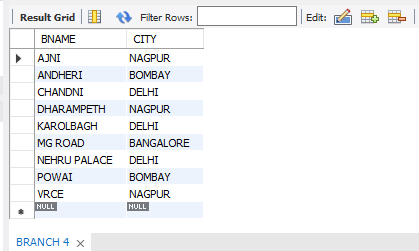 Result Grid Filter Rows: Edit:
BNAME CITY
AJNI NAGPUR
ANDHERI BOMBAY
CHANDNI DELHI
DHARAMPETH NAGPUR
KAROLBAGH DELHI
MG ROAD BANGALORE
NEHRU PALACE DELHI
POWAI BOMBAY
VRCE NAGPUR
NULL NULL
BRANCH 4